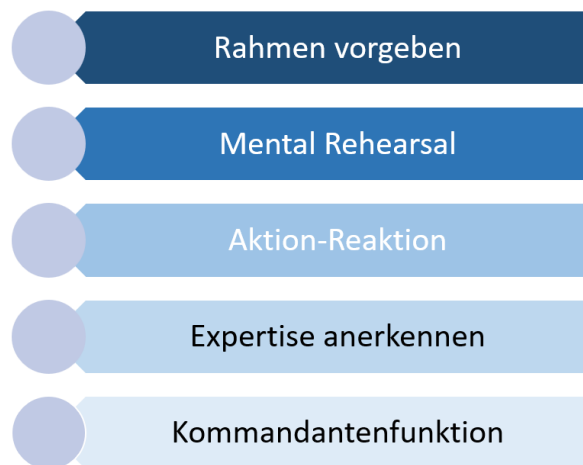 Rahmen vorgeben
Mental Rehearsal
Aktion-Reaktion
Expertise anerkennen
Kommandantenfunktion